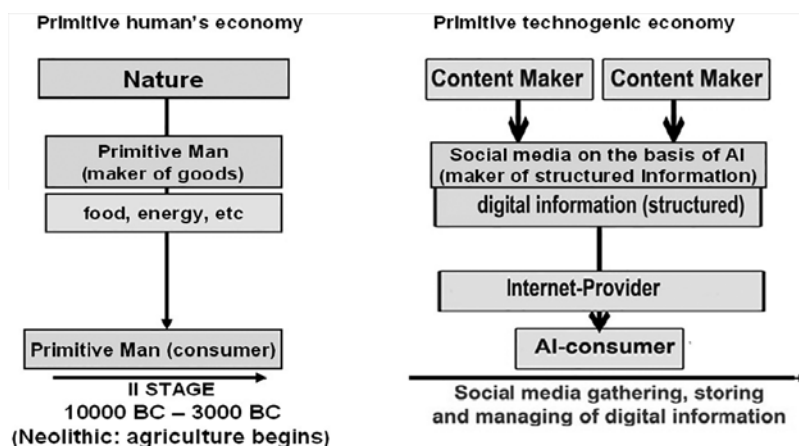 Primitive human's economy
Nature
Primitive Man
(maker of goods)
food, energy, etc
Primitive Man (consumer)
II STAGE
10000 BC – 3000 BC
(Neolithic: agriculture begins)
Primitive technogenic economy
Content Maker
Content Maker
Social media on the basis of AI
(maker of structured Information)
digital information (structured)
Internet-Provider
AI-consumer
Social media gathering, storing
and managing of digital information